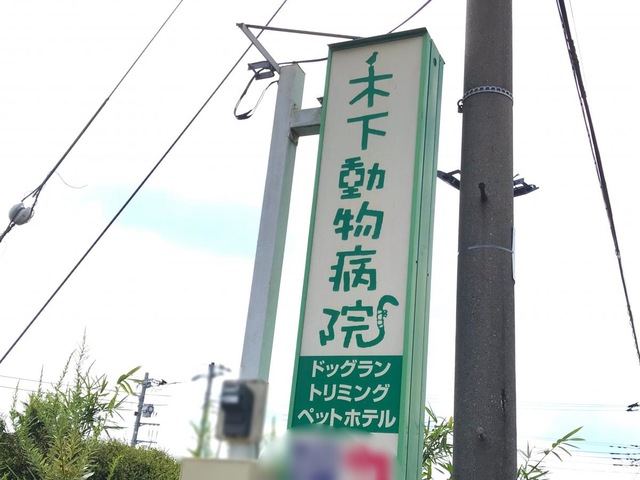 木下動物病院
ドッグラン
トリミング
ペットホテル